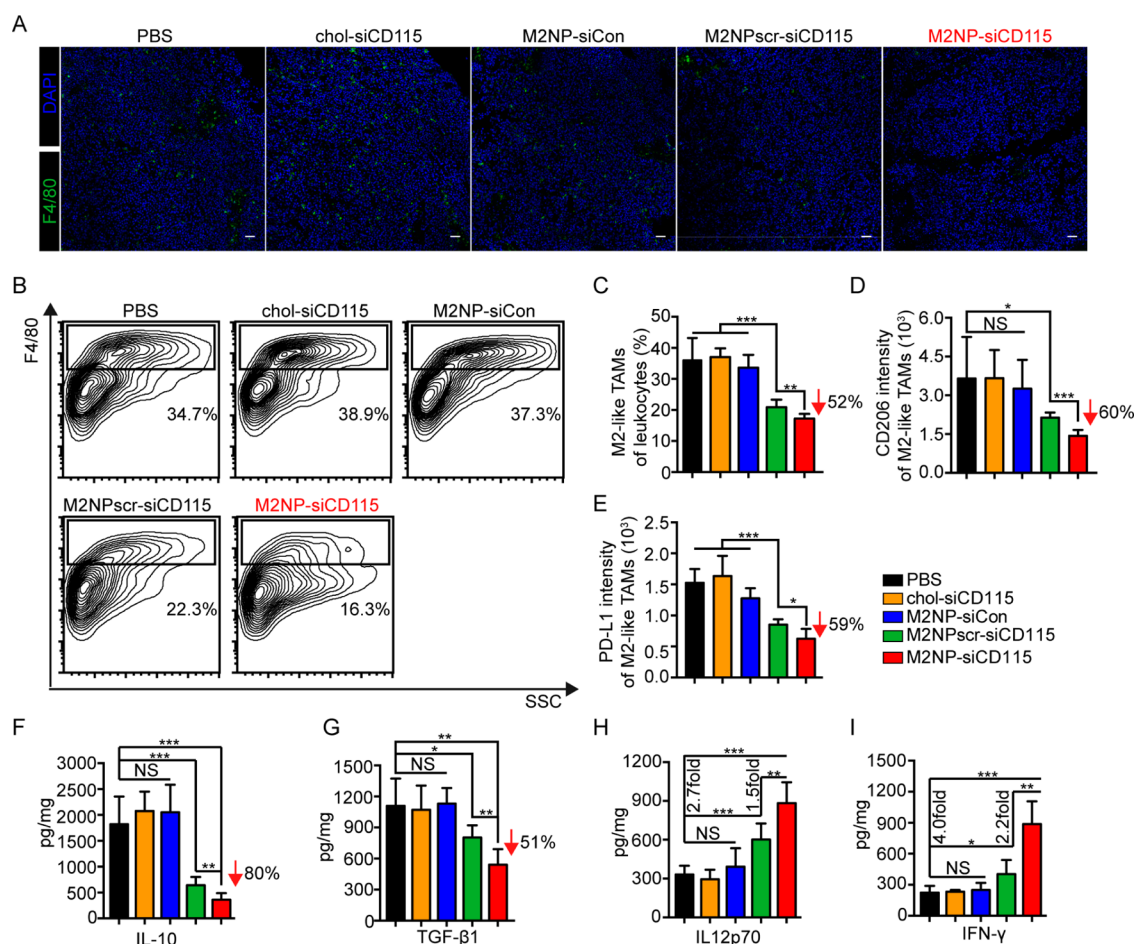 A
PBS
chol-siCD115
M2NP-siCon
M2NPscr-siCD115
M2NP-siCD115
DAPI
F4/80
B
F4/80
PBS
chol-siCD115
M2NP-siCon
34.7%
38.9%
37.3%
M2NPscr-siCD115
M2NP-siCD115
22.3%
16.3%
SSC
C
M2-like TAMs
of leukocytes (%)
50
40
30
20
10
0
***
**
52%
D
CD206 intensity
of M2-like TAMs (10³)
6.0
4.5
3.0
1.5
0.0
*
NS
***
60%
E
PD-L1 intensity
of M2-like TAMs (10³)
2.5
2.0
1.5
1.0
0.5
0.0
***
*
59%
PBS
chol-siCD115
M2NP-siCon
M2NPscr-siCD115
M2NP-siCD115
F
pg/mg
3000
2500
2000
1500
1000
500
0
***
***
NS
**
80%
IL-10
G
pg/mg
1500
1200
900
600
300
0
**
*
NS
**
51%
TGF-β1
H
pg/mg
1200
900
600
300
0
***
2.7fold
1.5fold
**
***
NS
IL12p70
I
pg/mg
1200
900
600
300
0
***
4.0fold
2.2fold
**
*
NS
IFN-γ